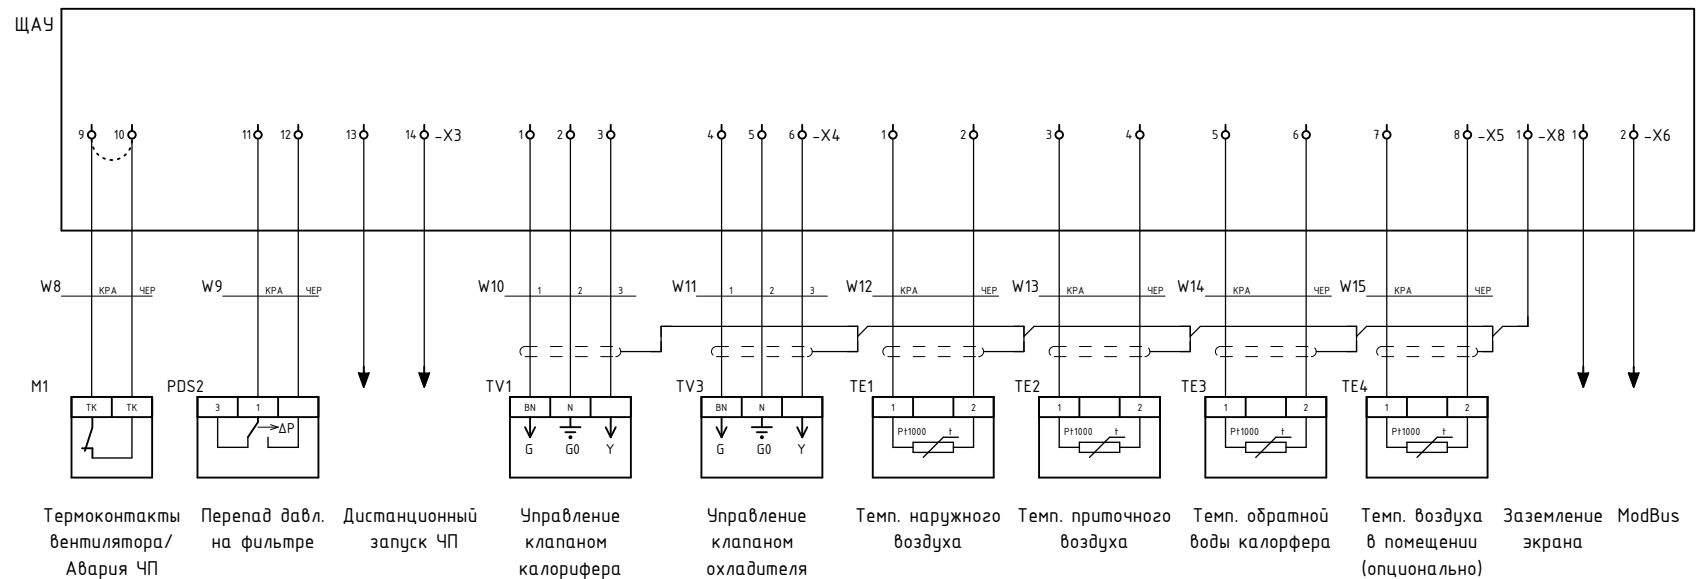 ЩАУ
9 10 11 12 13 14 -X3 1 2 3 4 5 6 -X4 1 2 3 4 5 6 7 8 -X5 1 -X8 1 2 -X6
W8 КРА ЧЕР W9 КРА ЧЕР W10 1 2 3 W11 1 2 3 W12 КРА ЧЕР W13 КРА ЧЕР W14 КРА ЧЕР W15 КРА ЧЕР
M1 PDS2 TV1 TV3 TE1 TE2 TE3 TE4
ТК ТК 3 1 BN N BN N 1 2 1 2 1 2 1 2
ΔP Pt1000 t Pt1000 t Pt1000 t Pt1000 t
G G0 Y G G0 Y
Термоконтакты
вентилятора/
Авария ЧП
Перепад давл.
на фильтре
Дистанционный
запуск ЧП
Управление
клапаном
калорифера
Управление
клапаном
охладителя
Темп. наружного
воздуха
Темп. приточного
воздуха
Темп. обратной
воды калорфера
Темп. воздуха
в помещении
(опционально)
Заземление
экрана
ModBus